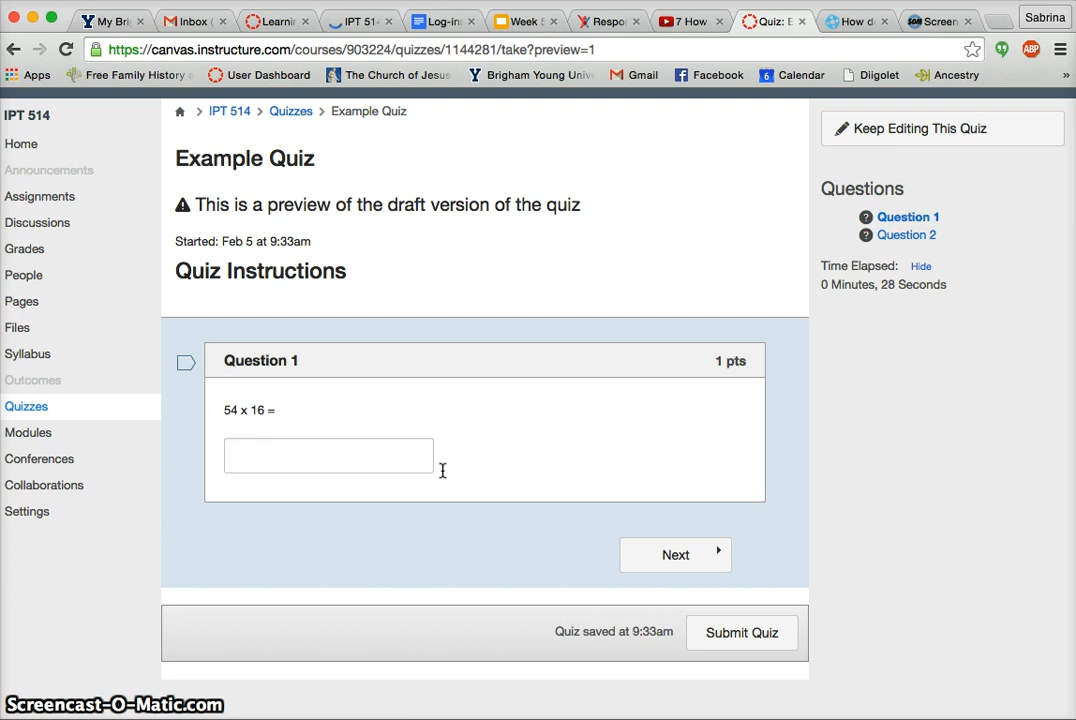 My Bri
Inbox (
Learnin
IPT 514
Log-ins
Week 5
Respo
7 How
Quiz: E
How do
Screen
Sabrina
https://canvas.instructure.com/courses/903224/quizzes/1144281/take?preview=1
ABP
Apps
Free Family History
User Dashboard
The Church of Jesus
Brigham Young Univ
Gmail
Facebook
6
Calendar
Diigolet
Ancestry
»
IPT 514
Home
Announcements
Assignments
Discussions
Grades
People
Pages
Files
Syllabus
Outcomes
Quizzes
Modules
Conferences
Collaborations
Settings
IPT 514 > Quizzes > Example Quiz
Example Quiz
This is a preview of the draft version of the quiz
Started: Feb 5 at 9:33am
Quiz Instructions
Question 1
1 pts
54 x 16 =
Next
Quiz saved at 9:33am
Submit Quiz
Keep Editing This Quiz
Questions
Question 1
Question 2
Time Elapsed: Hide
0 Minutes, 28 Seconds
Screencast-O-Matic.com